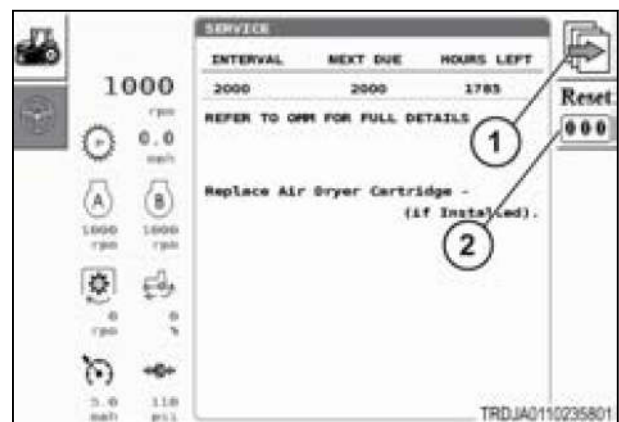 SERVICE
INTERVAL NEXT DUE HOURS LEFT
2000 2000 1785
REFER TO OMM FOR FULL DETAILS
Replace Air Dryer Cartridge -
(if Installed).
1000
rpm
0.0
mph
A B
1000 1000
rpm rpm
0 0
rpm %
5.0 110
mph psi
Reset
000
1
2
TRDJA0110235801